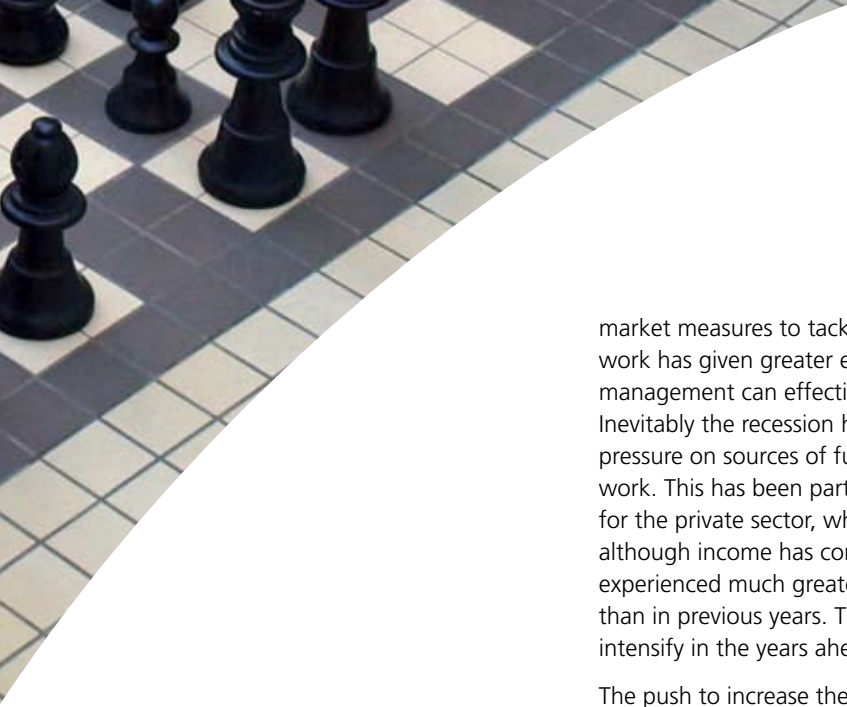 market measures to tack
work has given greater e
management can effecti
Inevitably the recession h
pressure on sources of fu
work. This has been part
for the private sector, wh
although income has con
experienced much greate
than in previous years. T
intensify in the years ahe
The push to increase the